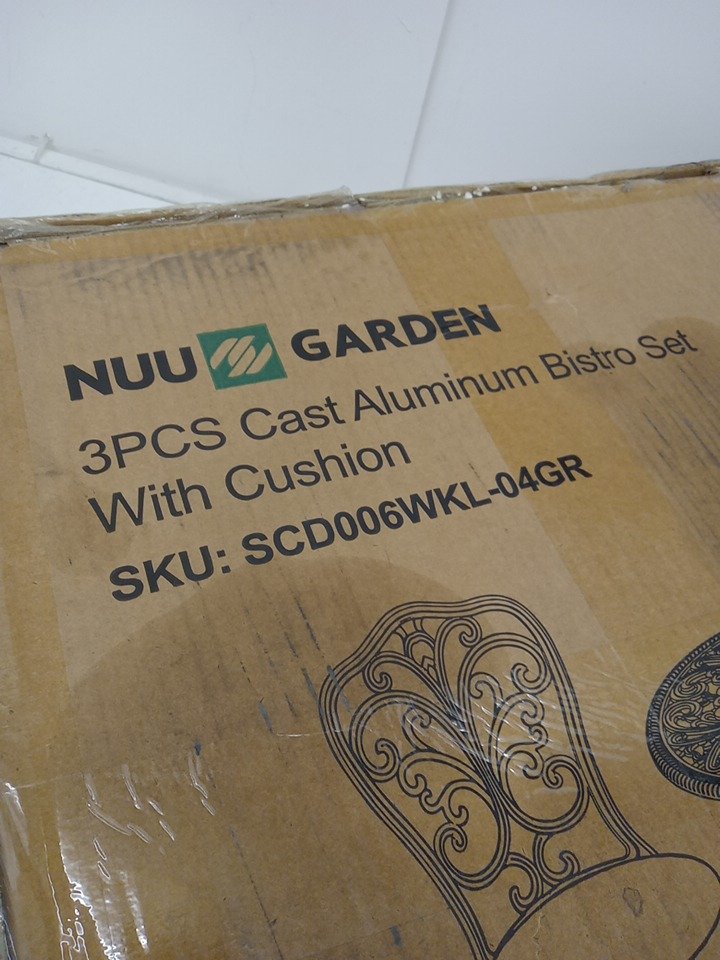 NUU GARDEN
3PCS Cast Aluminum Bistro Set
With Cushion
SKU: SCD006WKL-04GR